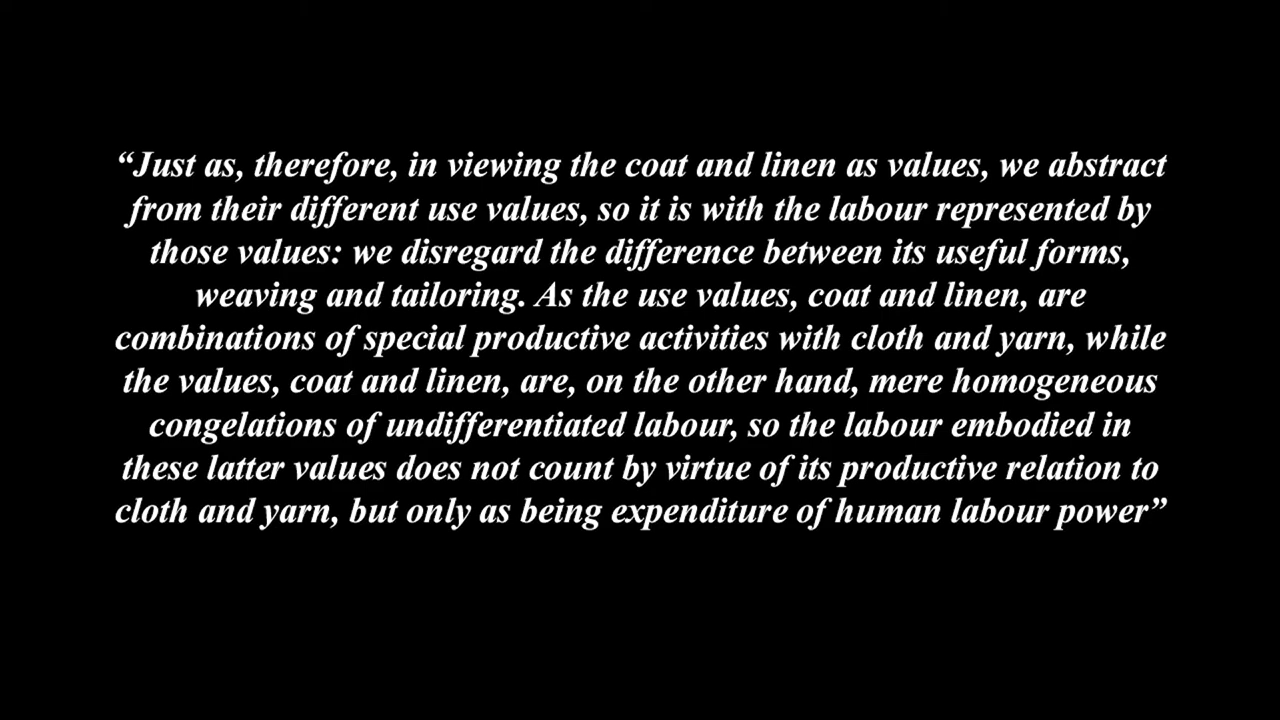 “Just as, therefore, in viewing the coat and linen as values, we abstract
from their different use values, so it is with the labour represented by
those values: we disregard the difference between its useful forms,
weaving and tailoring. As the use values, coat and linen, are
combinations of special productive activities with cloth and yarn, while
the values, coat and linen, are, on the other hand, mere homogeneous
congelations of undifferentiated labour, so the labour embodied in
these latter values does not count by virtue of its productive relation to
cloth and yarn, but only as being expenditure of human labour power”